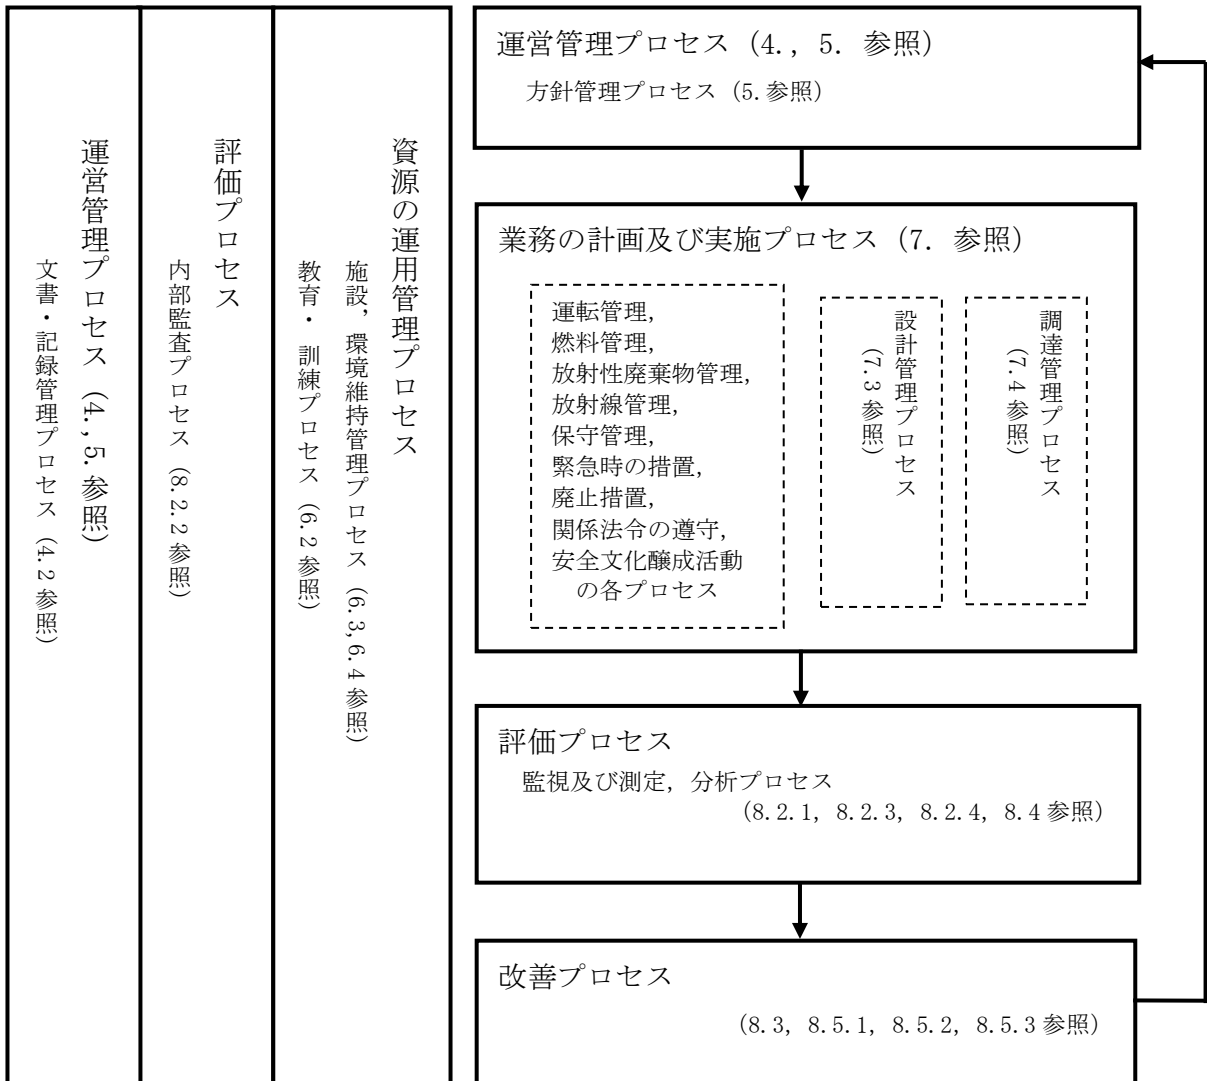 運営管理プロセス（4.，5.参照）
文書・記録管理プロセス（4.2参照）
評価プロセス
内部監査プロセス（8.2.2参照）
資源の運用管理プロセス
施設，環境維持管理プロセス（6.3,6.4参照）
教育・訓練プロセス（6.2参照）
運営管理プロセス（4.，5. 参照）
方針管理プロセス（5.参照）
業務の計画及び実施プロセス（7. 参照）
運転管理，
燃料管理，
放射性廃棄物管理，
放射線管理，
保守管理，
緊急時の措置，
廃止措置，
関係法令の遵守，
安全文化醸成活動
の各プロセス
設計管理プロセス
（7.3参照）
調達管理プロセス
（7.4参照）
評価プロセス
監視及び測定，分析プロセス
（8.2.1，8.2.3，8.2.4，8.4参照）
改善プロセス
（8.3，8.5.1，8.5.2，8.5.3参照）